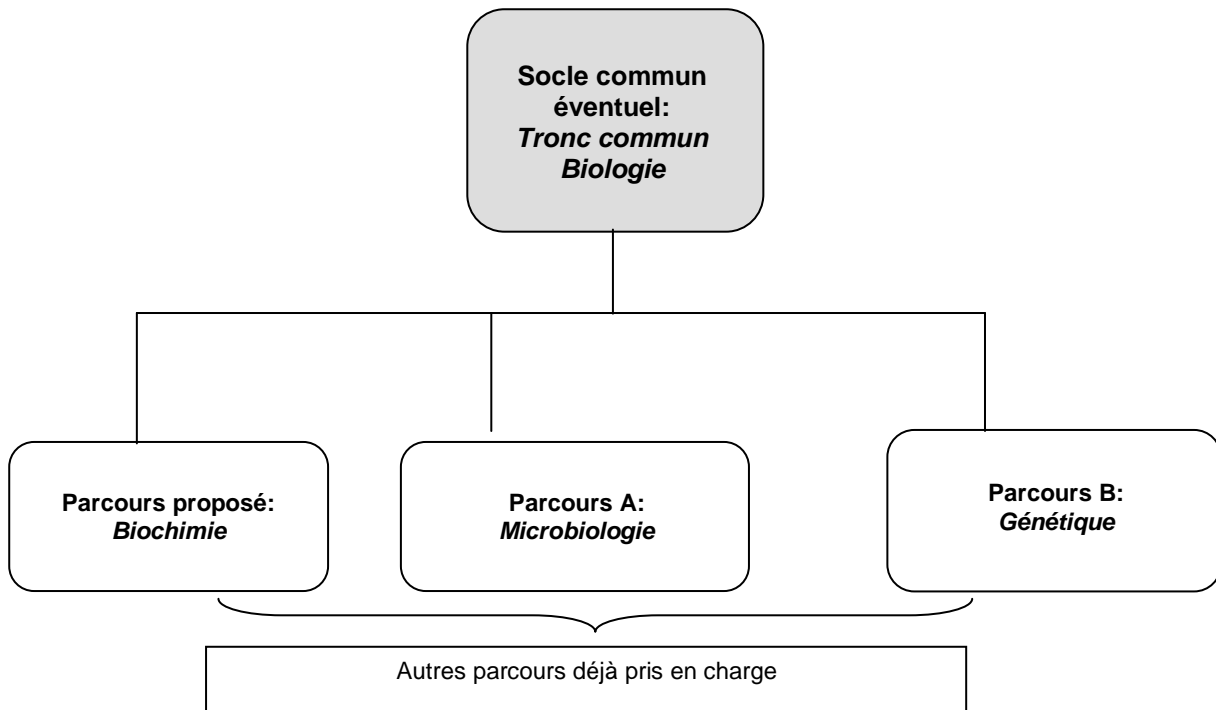 Socle commun
éventuel:
Tronc commun
Biologie
Parcours proposé:
Biochimie
Parcours A:
Microbiologie
Parcours B:
Génétique
Autres parcours déjà pris en charge